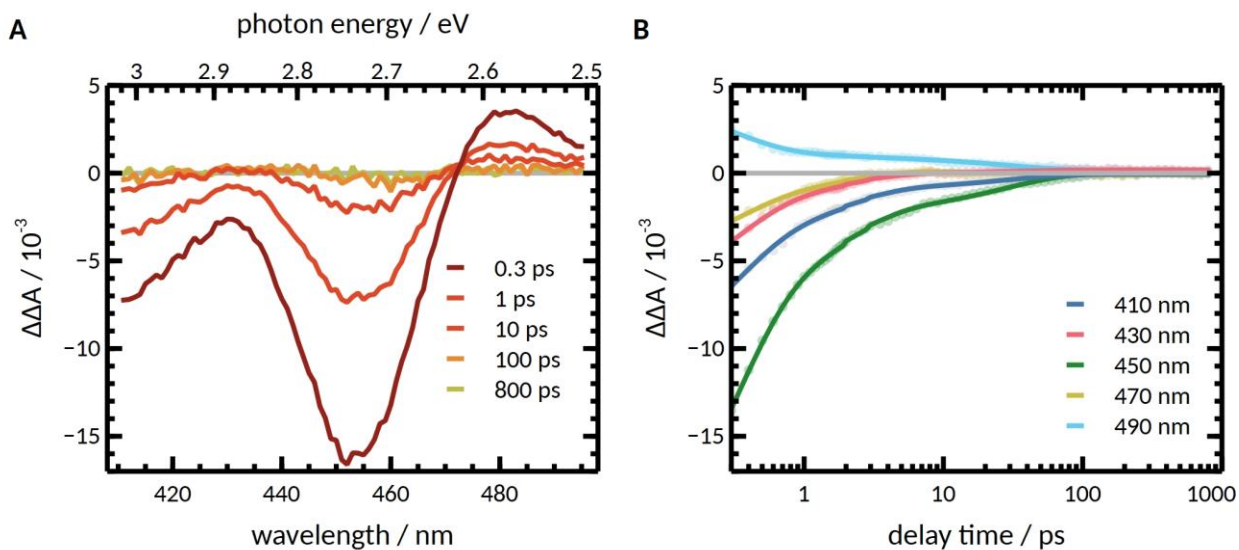 A
photon energy / eV
3 2.9 2.8 2.7 2.6 2.5
5
0
−5
−10
−15
ΔΔA / 10⁻³
0.3 ps
1 ps
10 ps
100 ps
800 ps
420 440 460 480
wavelength / nm
B
5
0
−5
−10
−15
ΔΔA / 10⁻³
410 nm
430 nm
450 nm
470 nm
490 nm
1 10 100 1000
delay time / ps